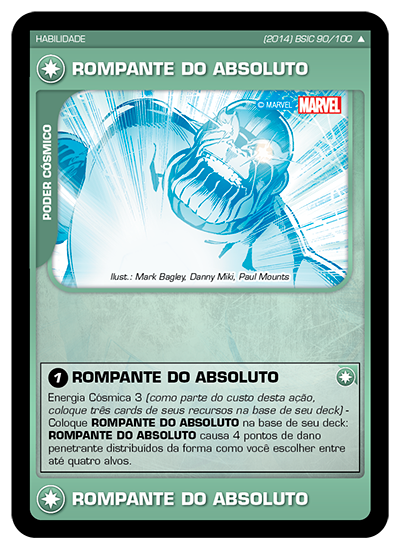 HABILIDADE
(2014) BSIC 90/100 ▲
ROMPANTE DO ABSOLUTO
© MARVEL MARVEL
PODER CÓSMICO
Ilust.: Mark Bagley, Danny Miki, Paul Mounts
1 ROMPANTE DO ABSOLUTO
Energia Cósmica 3 (como parte do custo desta ação,
coloque três cards de seus recursos na base de seu deck) -
Coloque ROMPANTE DO ABSOLUTO na base de seu deck:
ROMPANTE DO ABSOLUTO causa 4 pontos de dano
penetrante distribuídos da forma como você escolher entre
até quatro alvos.
ROMPANTE DO ABSOLUTO